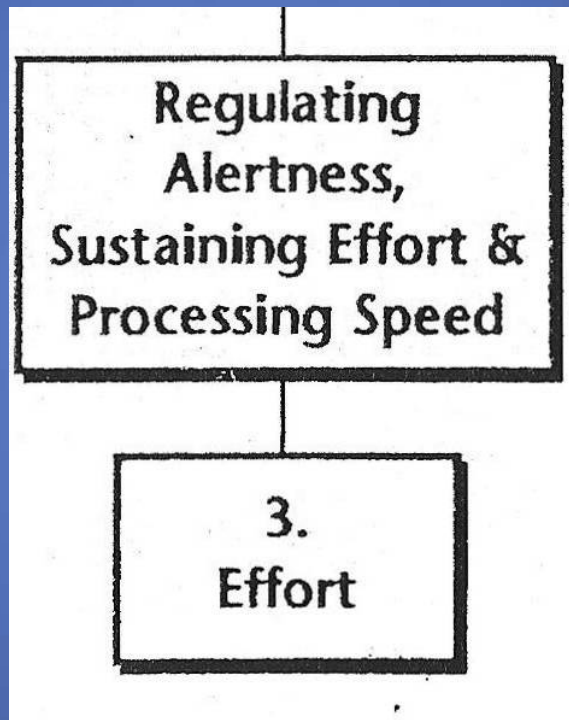 Regulating
Alertness,
Sustaining Effort &
Processing Speed
3.
Effort